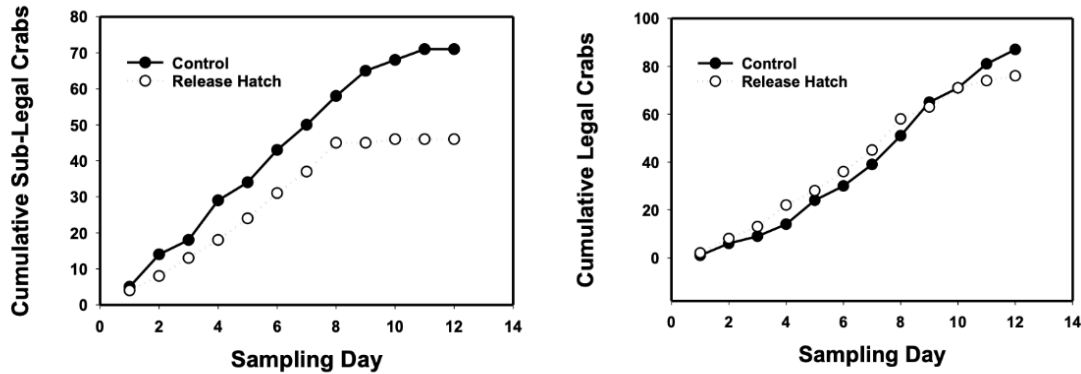 Cumulative Sub-Legal Crabs
80
70
60
50
40
30
20
10
0
Control
Release Hatch
0 2 4 6 8 10 12 14
Sampling Day
Cumulative Legal Crabs
100
80
60
40
20
0
Control
Release Hatch
0 2 4 6 8 10 12 14
Sampling Day